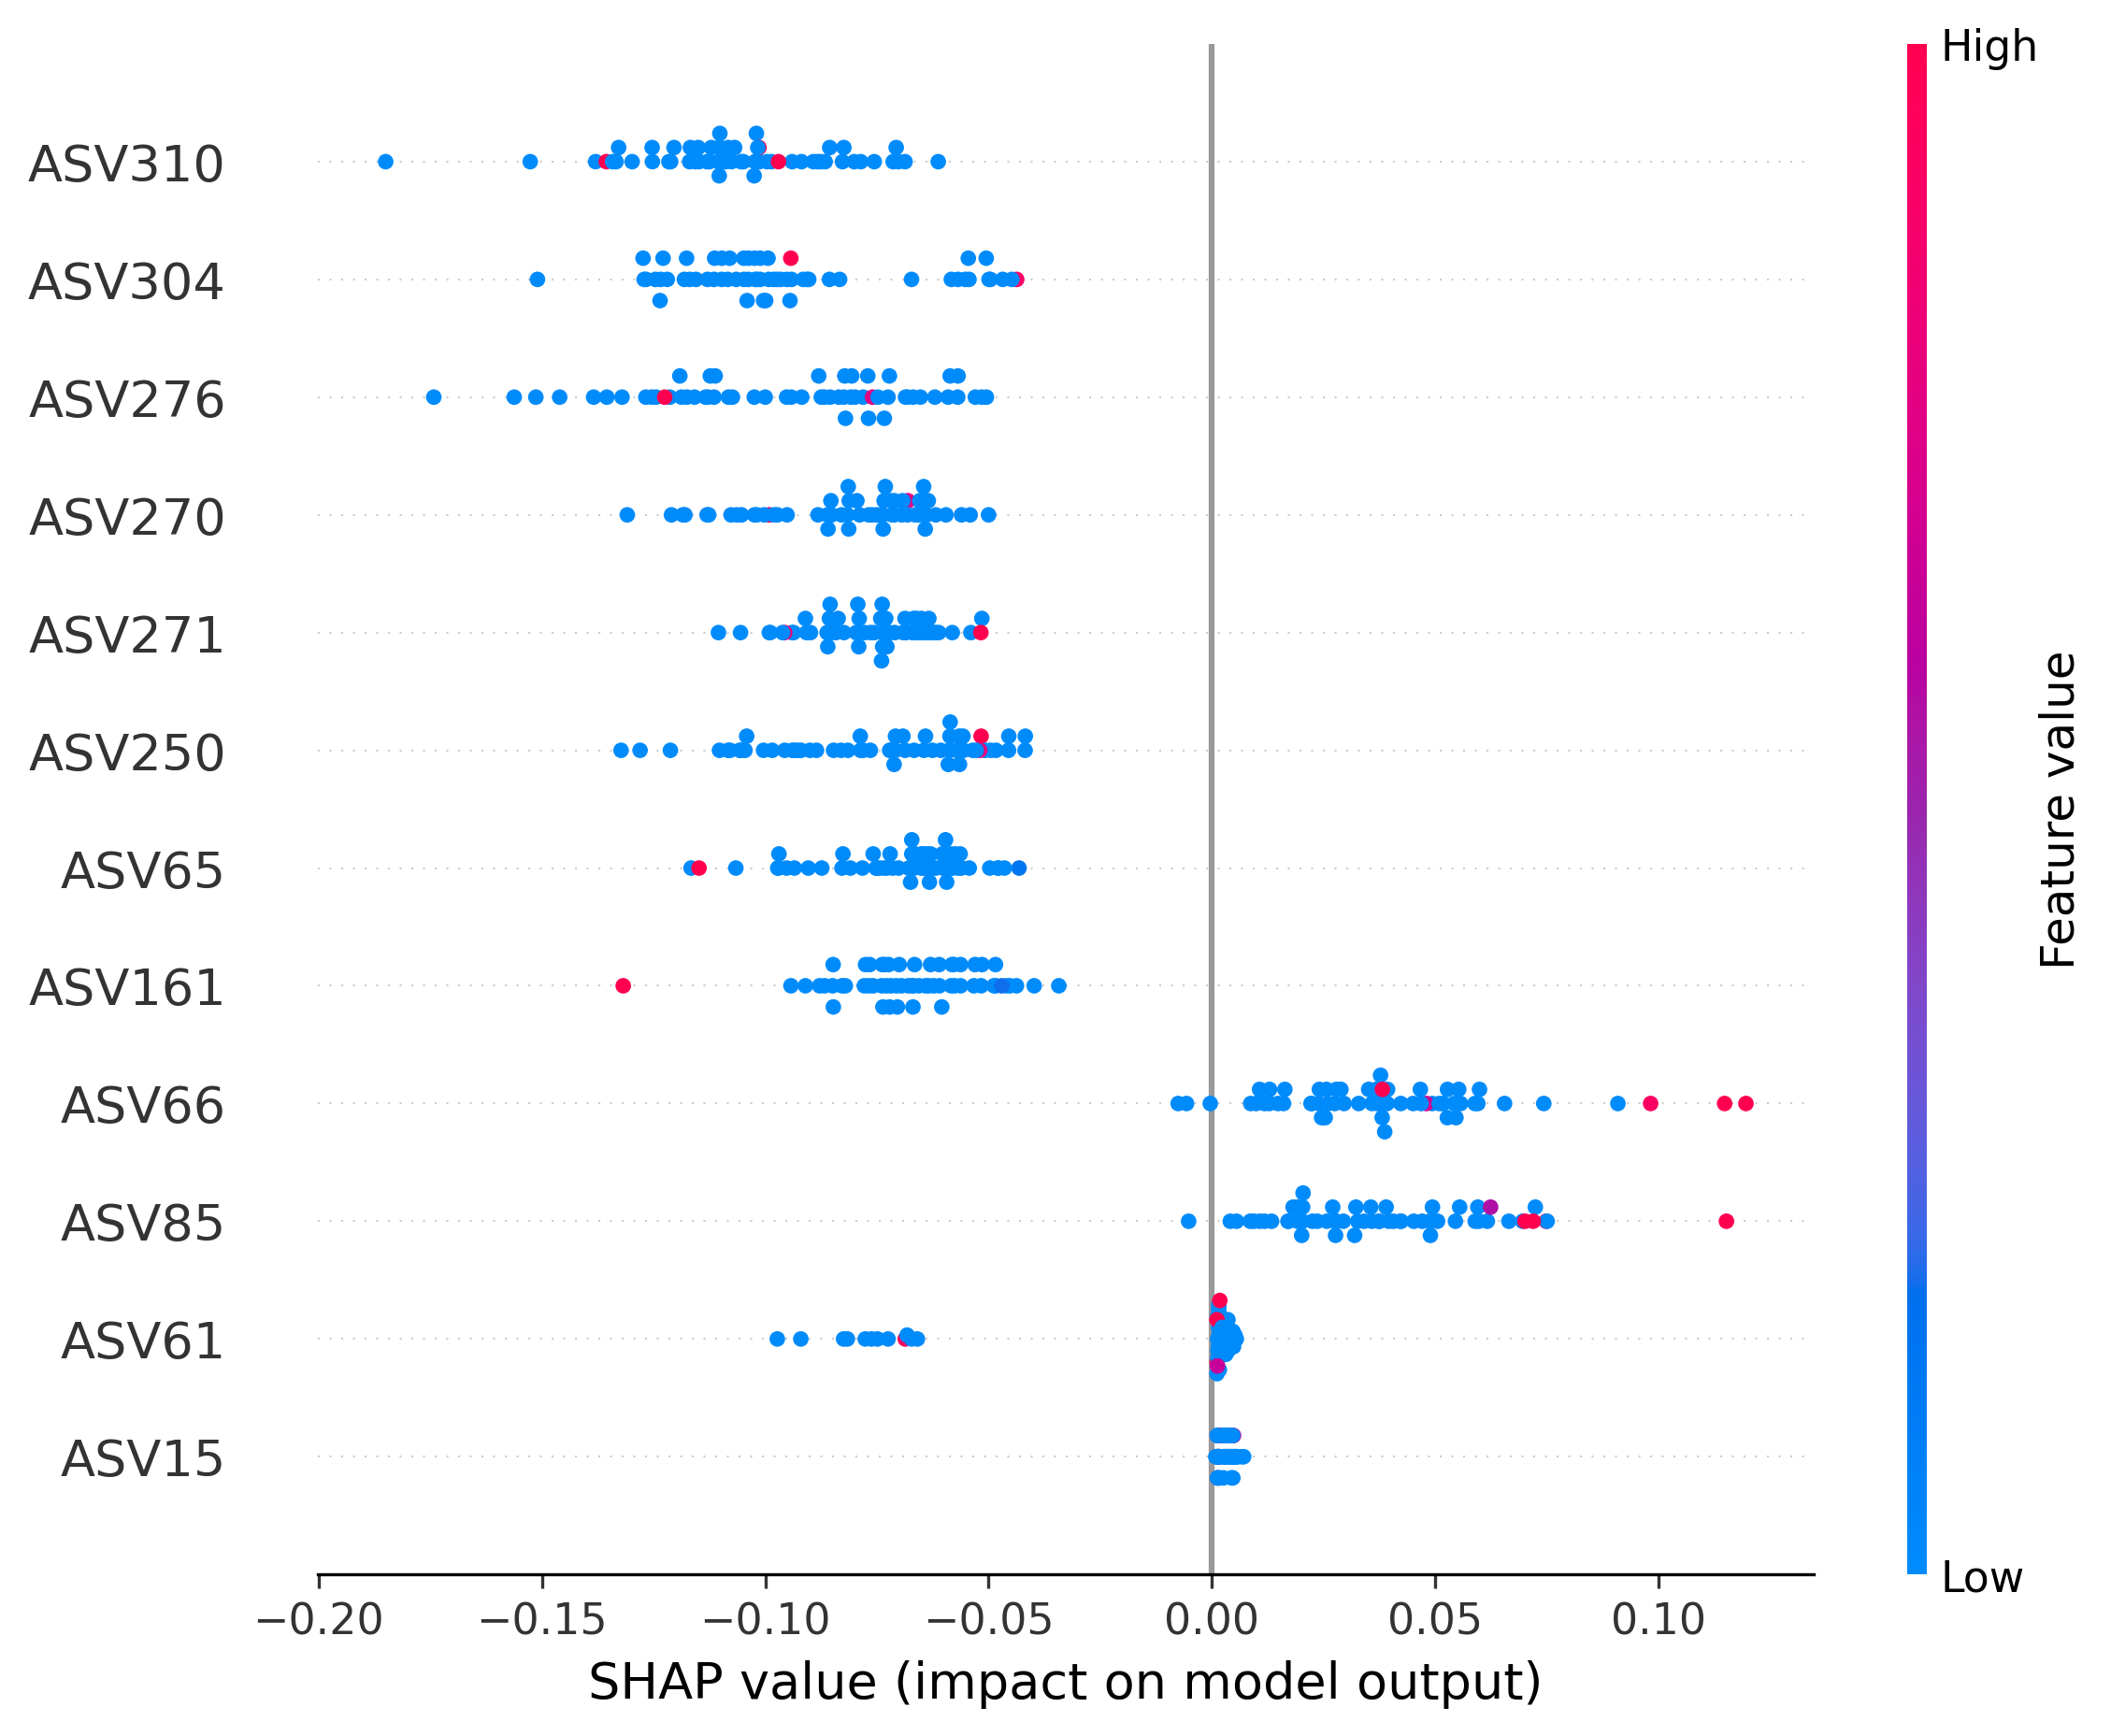 High
ASV310
ASV304
ASV276
ASV270
ASV271
ASV250
ASV65
ASV161
ASV66
ASV85
ASV61
ASV15
Feature value
Low
−0.20 −0.15 −0.10 −0.05 0.00 0.05 0.10
SHAP value (impact on model output)